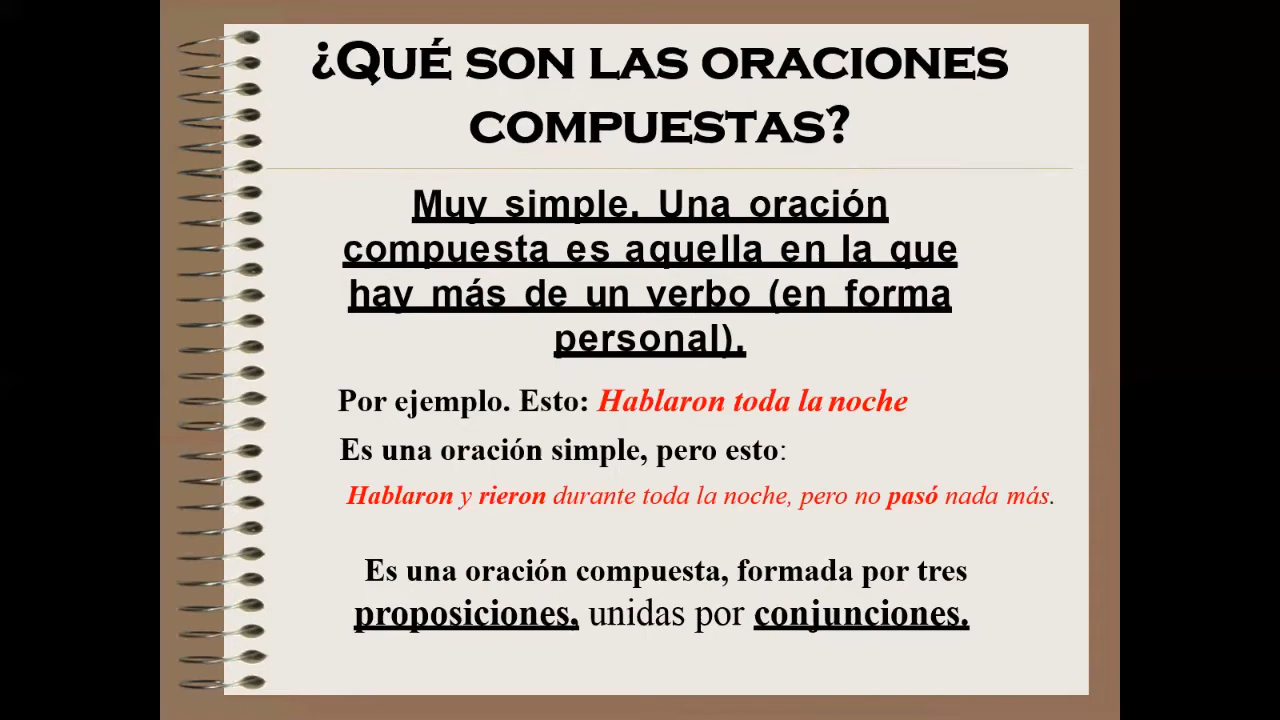 ¿Qué son las oraciones
compuestas?
Muy simple. Una oración
compuesta es aquella en la que
hay más de un verbo (en forma
personal).
Por ejemplo. Esto: Hablaron toda la noche
Es una oración simple, pero esto:
Hablaron y rieron durante toda la noche, pero no pasó nada más.
Es una oración compuesta, formada por tres
proposiciones, unidas por conjunciones.